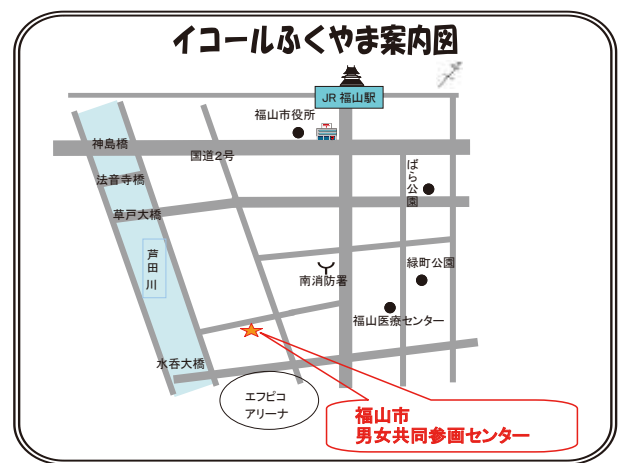 イコールふくやま案内図
JR 福山駅
福山市役所
神島橋
国道２号
ばら公園
法音寺橋
草戸大橋
芦田川
緑町公園
南消防署
福山医療センター
水呑大橋
エフピコ
アリーナ
福山市
男女共同参画センター